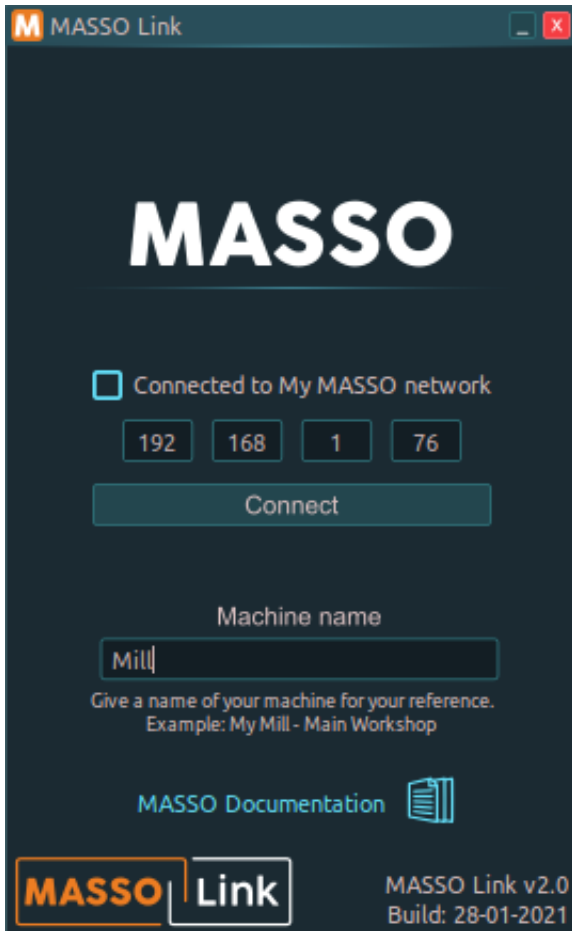 M MASSO Link
MASSO
Connected to My MASSO network
192 168 1 76
Connect
Machine name
Mill
Give a name of your machine for your reference.
Example: My Mill - Main Workshop
MASSO Documentation
MASSO Link
MASSO Link v2.0
Build: 28-01-2021